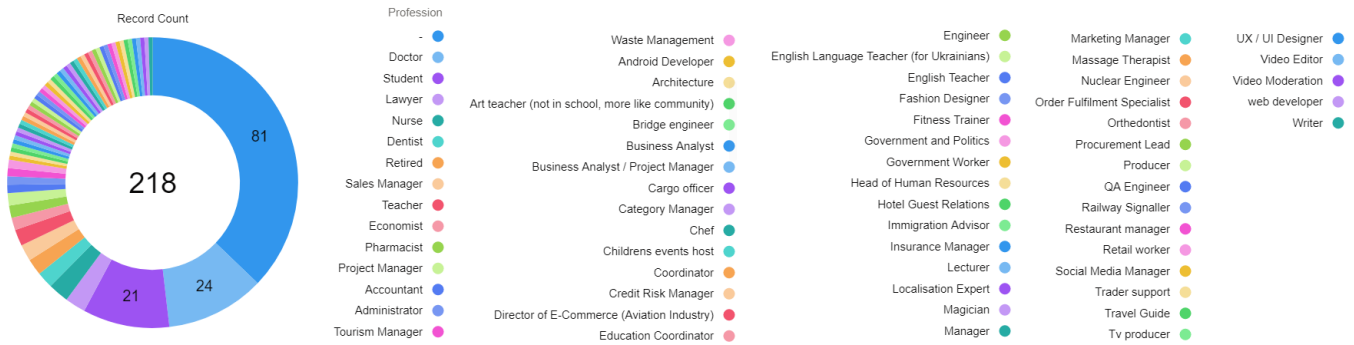 Record Count
81
24
21
218
Profession
-
Doctor
Student
Lawyer
Nurse
Dentist
Retired
Sales Manager
Teacher
Economist
Pharmacist
Project Manager
Accountant
Administrator
Tourism Manager
Waste Management
Android Developer
Architecture
Art teacher (not in school, more like community)
Bridge engineer
Business Analyst
Business Analyst / Project Manager
Cargo officer
Category Manager
Chef
Childrens events host
Coordinator
Credit Risk Manager
Director of E-Commerce (Aviation Industry)
Education Coordinator
Engineer
English Language Teacher (for Ukrainians)
English Teacher
Fashion Designer
Fitness Trainer
Government and Politics
Government Worker
Head of Human Resources
Hotel Guest Relations
Immigration Advisor
Insurance Manager
Lecturer
Localisation Expert
Magician
Manager
Marketing Manager
Massage Therapist
Nuclear Engineer
Order Fulfilment Specialist
Orthedontist
Procurement Lead
Producer
QA Engineer
Railway Signaller
Restaurant manager
Retail worker
Social Media Manager
Trader support
Travel Guide
Tv producer
UX / UI Designer
Video Editor
Video Moderation
web developer
Writer